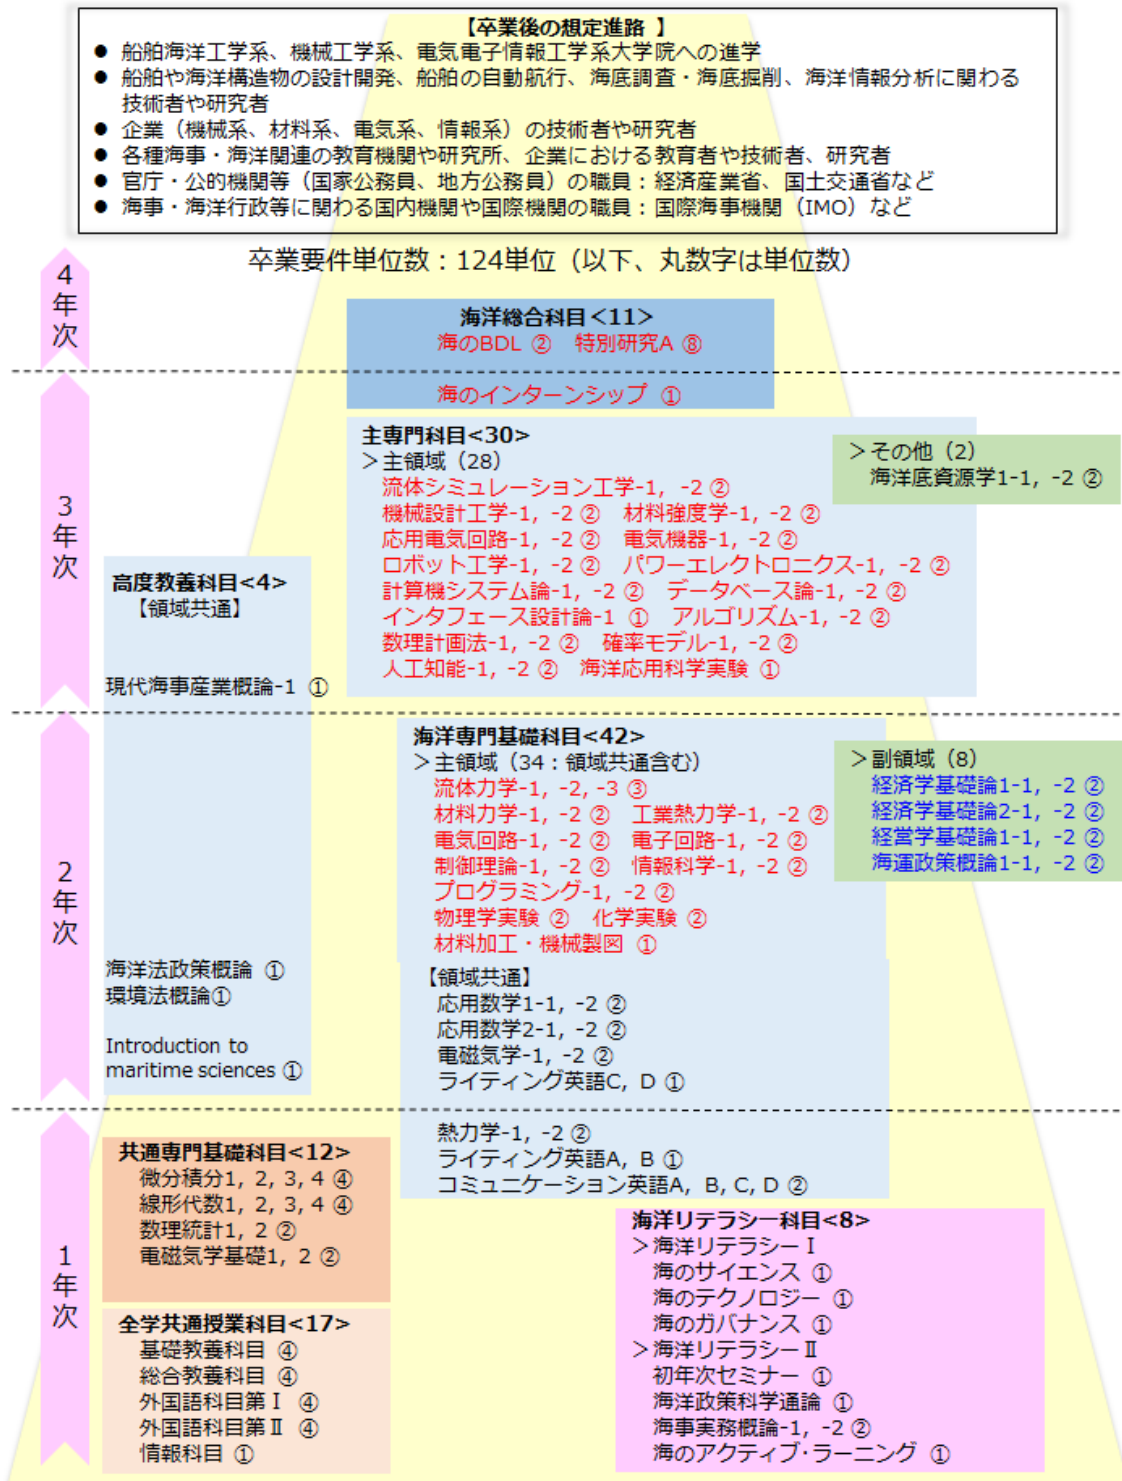 【卒業後の想定進路 】
● 船舶海洋工学系、機械工学系、電気電子情報工学系大学院への進学
● 船舶や海洋構造物の設計開発、船舶の自動航行、海底調査・海底掘削、海洋情報分析に関わる
技術者や研究者
● 企業（機械系、材料系、電気系、情報系）の技術者や研究者
● 各種海事・海洋関連の教育機関や研究所、企業における教育者や技術者、研究者
● 官庁・公的機関等（国家公務員、地方公務員）の職員：経済産業省、国土交通省など
● 海事・海洋行政等に関わる国内機関や国際機関の職員：国際海事機関（IMO）など
卒業要件単位数：124単位（以下、丸数字は単位数）
4年次
海洋総合科目<11>
海のBDL ② 特別研究A ⑧
海のインターンシップ ①
3年次
主専門科目<30>
＞主領域（28）
流体シミュレーション工学-1, -2 ②
機械設計工学-1, -2 ② 材料強度学-1, -2 ②
応用電気回路-1, -2 ② 電気機器-1, -2 ②
ロボット工学-1, -2 ② パワーエレクトロニクス-1, -2 ②
計算機システム論-1, -2 ② データベース論-1, -2 ②
インタフェース設計論-1 ① アルゴリズム-1, -2 ②
数理計画法-1, -2 ② 確率モデル-1, -2 ②
人工知能-1, -2 ② 海洋応用科学実験 ①
＞その他（2）
海洋底資源学1-1, -2 ②
高度教養科目<4>
【領域共通】
現代海事産業概論-1 ①
海洋法政策概論 ①
環境法概論①
Introduction to
maritime sciences ①
2年次
海洋専門基礎科目<42>
＞主領域（34：領域共通含む）
流体力学-1, -2, -3 ③
材料力学-1, -2 ② 工業熱力学-1, -2 ②
電気回路-1, -2 ② 電子回路-1, -2 ②
制御理論-1, -2 ② 情報科学-1, -2 ②
プログラミング-1, -2 ②
物理学実験 ② 化学実験 ②
材料加工・機械製図 ①
【領域共通】
応用数学1-1, -2 ②
応用数学2-1, -2 ②
電磁気学-1, -2 ②
ライティング英語C, D ①
熱力学-1, -2 ②
ライティング英語A, B ①
コミュニケーション英語A, B, C, D ②
＞副領域（8）
経済学基礎論1-1, -2 ②
経済学基礎論2-1, -2 ②
経営学基礎論1-1, -2 ②
海運政策概論1-1, -2 ②
1年次
共通専門基礎科目<12>
微分積分1, 2, 3, 4 ④
線形代数1, 2, 3, 4 ④
数理統計1, 2 ②
電磁気学基礎1, 2 ②
全学共通授業科目<17>
基礎教養科目 ④
総合教養科目 ④
外国語科目第Ⅰ ④
外国語科目第Ⅱ ④
情報科目 ①
海洋リテラシー科目<8>
＞海洋リテラシーⅠ
海のサイエンス ①
海のテクノロジー ①
海のガバナンス ①
＞海洋リテラシーⅡ
初年次セミナー ①
海洋政策科学通論 ①
海事実務概論-1, -2 ②
海のアクティブ・ラーニング ①